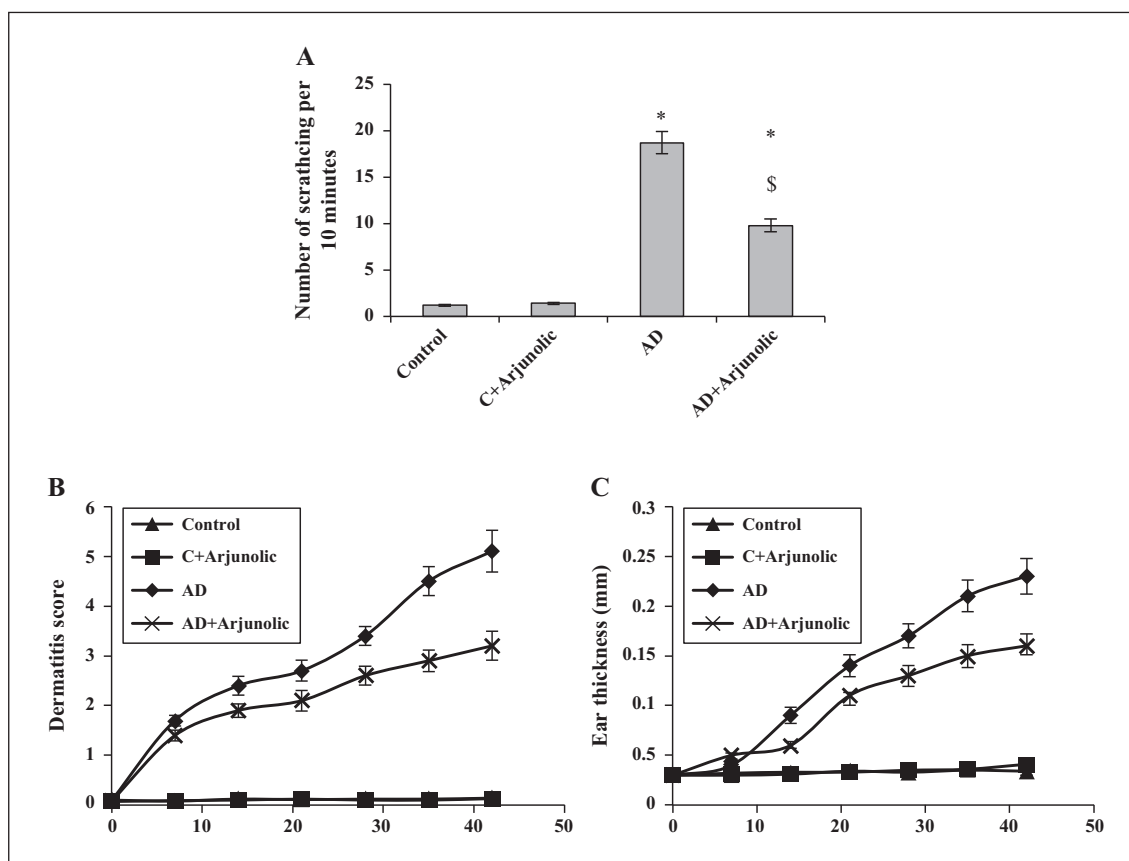 A
Number of scrathcing per
10 minutes
25
20
15
10
5
0
*
*
$
Control
C+Arjunolic
AD
AD+Arjunolic
B
Dermatitis score
6
5
4
3
2
1
0
Control
C+Arjunolic
AD
AD+Arjunolic
0 10 20 30 40 50
C
Ear thickness (mm)
0.3
0.25
0.2
0.15
0.1
0.05
0
Control
C+Arjunolic
AD
AD+Arjunolic
0 10 20 30 40 50